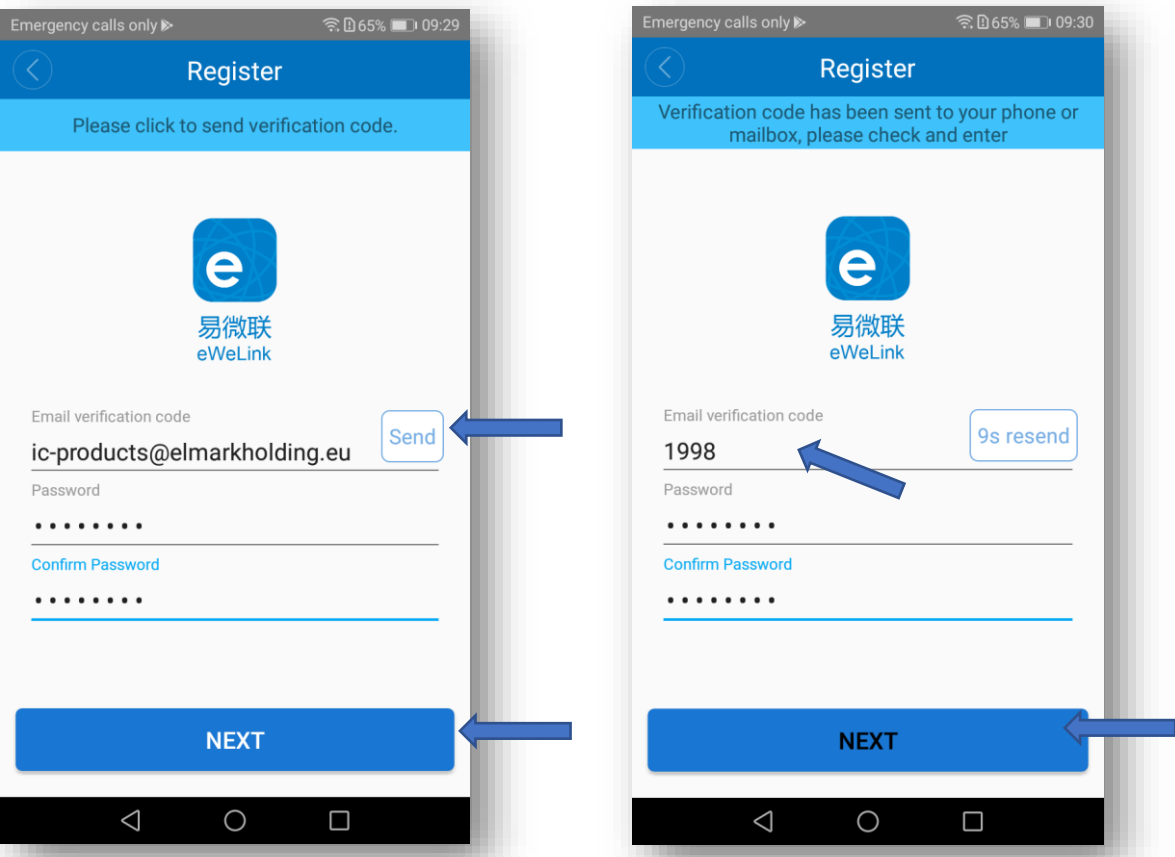 Emergency calls only 65% 09:29
Register
Please click to send verification code.
e
易微联
eWeLink
Email verification code
ic-products@elmarkholding.eu
Send
Password
••••••••
Confirm Password
••••••••
NEXT
Emergency calls only 65% 09:30
Register
Verification code has been sent to your phone or
mailbox, please check and enter
e
易微联
eWeLink
Email verification code
1998
9s resend
Password
••••••••
Confirm Password
••••••••
NEXT